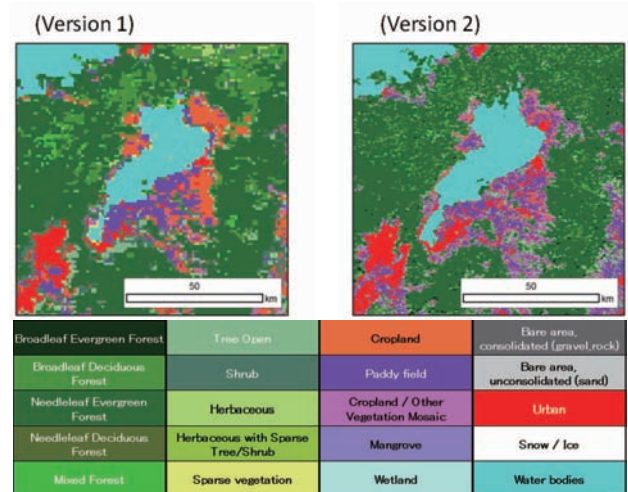 (Version 1)
(Version 2)
50
km
50
km
Broadleaf Evergreen Forest
Tree Open
Cropland
Bare area,
consolidated (gravel,rock)
Broadleaf Deciduous
Forest
Shrub
Paddy field
Bare area,
unconsolidated (sand)
Needleleaf Evergreen
Forest
Herbaceous
Cropland / Other
Vegetation Mosaic
Urban
Needleleaf Deciduous
Forest
Herbaceous with Sparse
Tree/Shrub
Mangrove
Snow / Ice
Mixed Forest
Sparse vegetation
Wetland
Water bodies